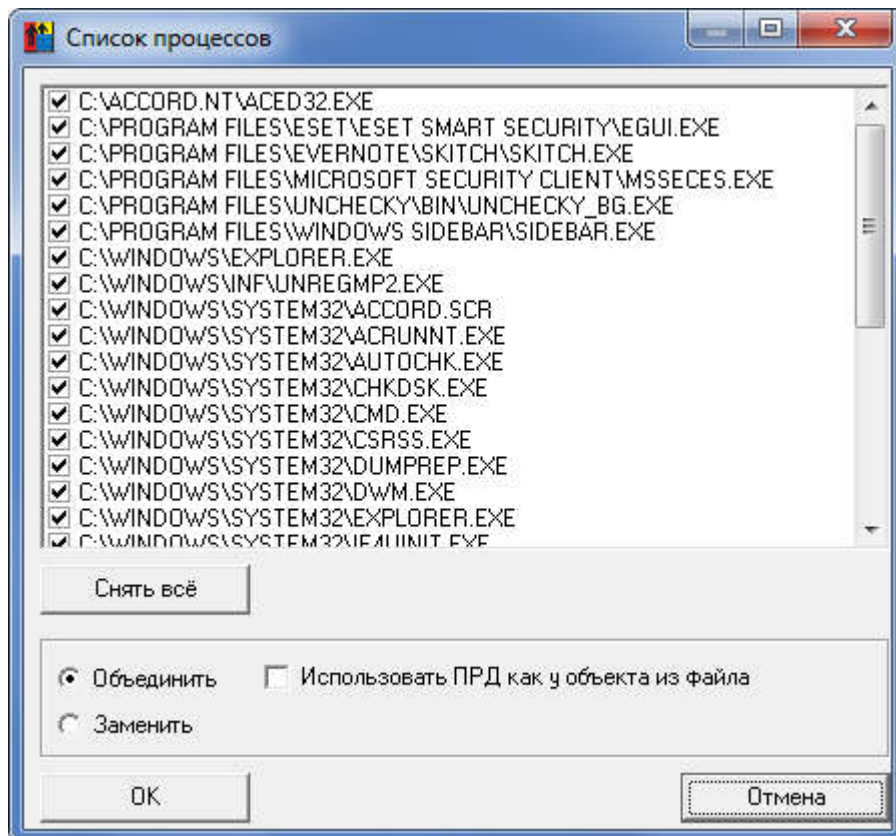 Список процессов
C:\ACCORD.NT\ACED32.EXE
C:\PROGRAM FILES\ESET\ESET SMART SECURITY\EGUI.EXE
C:\PROGRAM FILES\EVERNOTE\SKITCH\SKITCH.EXE
C:\PROGRAM FILES\MICROSOFT SECURITY CLIENT\MSSECES.EXE
C:\PROGRAM FILES\UNCHECKY\BIN\UNCHECKY_BG.EXE
C:\PROGRAM FILES\WINDOWS SIDEBAR\SIDEBAR.EXE
C:\WINDOWS\EXPLORER.EXE
C:\WINDOWS\INF\UNREGMP2.EXE
C:\WINDOWS\SYSTEM32\ACCORD.SCR
C:\WINDOWS\SYSTEM32\ACRUNNT.EXE
C:\WINDOWS\SYSTEM32\AUTOCHK.EXE
C:\WINDOWS\SYSTEM32\CHKDSK.EXE
C:\WINDOWS\SYSTEM32\CMD.EXE
C:\WINDOWS\SYSTEM32\CSRSS.EXE
C:\WINDOWS\SYSTEM32\DUMPREP.EXE
C:\WINDOWS\SYSTEM32\DWM.EXE
C:\WINDOWS\SYSTEM32\EXPLORER.EXE
C:\WINDOWS\SYSTEM32\IE4UINIT.EXE
Снять всё
Объединить Использовать ПРД как у объекта из файла
Заменить
OK Отмена